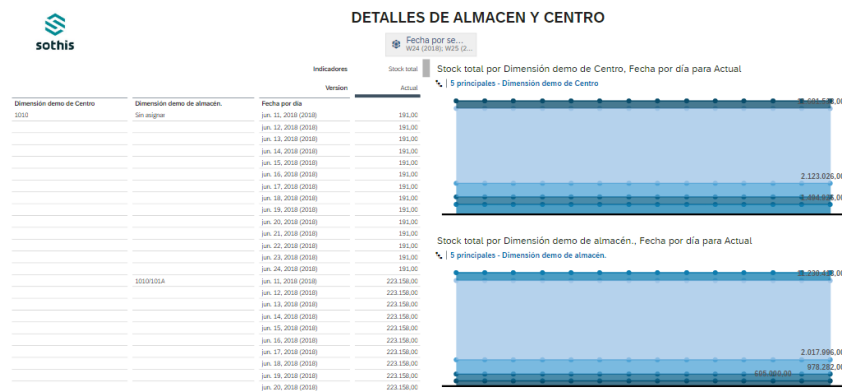 DETALLES DE ALMACEN Y CENTRO
sothis
Fecha por se...
W24 (2018); W25 (2...
Indicadores Stock total
Version Actual
Dimensión demo de Centro Dimensión demo de almacén. Fecha por día
1010 Sin asignar jun. 11, 2018 (2018) 191,00
jun. 12, 2018 (2018) 191,00
jun. 13, 2018 (2018) 191,00
jun. 14, 2018 (2018) 191,00
jun. 15, 2018 (2018) 191,00
jun. 16, 2018 (2018) 191,00
jun. 17, 2018 (2018) 191,00
jun. 18, 2018 (2018) 191,00
jun. 19, 2018 (2018) 191,00
jun. 20, 2018 (2018) 191,00
jun. 21, 2018 (2018) 191,00
jun. 22, 2018 (2018) 191,00
jun. 23, 2018 (2018) 191,00
jun. 24, 2018 (2018) 191,00
1010/101A jun. 11, 2018 (2018) 223.158,00
jun. 12, 2018 (2018) 223.158,00
jun. 13, 2018 (2018) 223.158,00
jun. 14, 2018 (2018) 223.158,00
jun. 15, 2018 (2018) 223.158,00
jun. 16, 2018 (2018) 223.158,00
jun. 17, 2018 (2018) 223.158,00
jun. 18, 2018 (2018) 223.158,00
jun. 19, 2018 (2018) 223.158,00
jun. 20, 2018 (2018) 223.158,00
Stock total por Dimensión demo de Centro, Fecha por día para Actual
5 principales - Dimensión demo de Centro
2.123.026,00
Stock total por Dimensión demo de almacén., Fecha por día para Actual
5 principales - Dimensión demo de almacén.
2.017.996,00
978.282,00